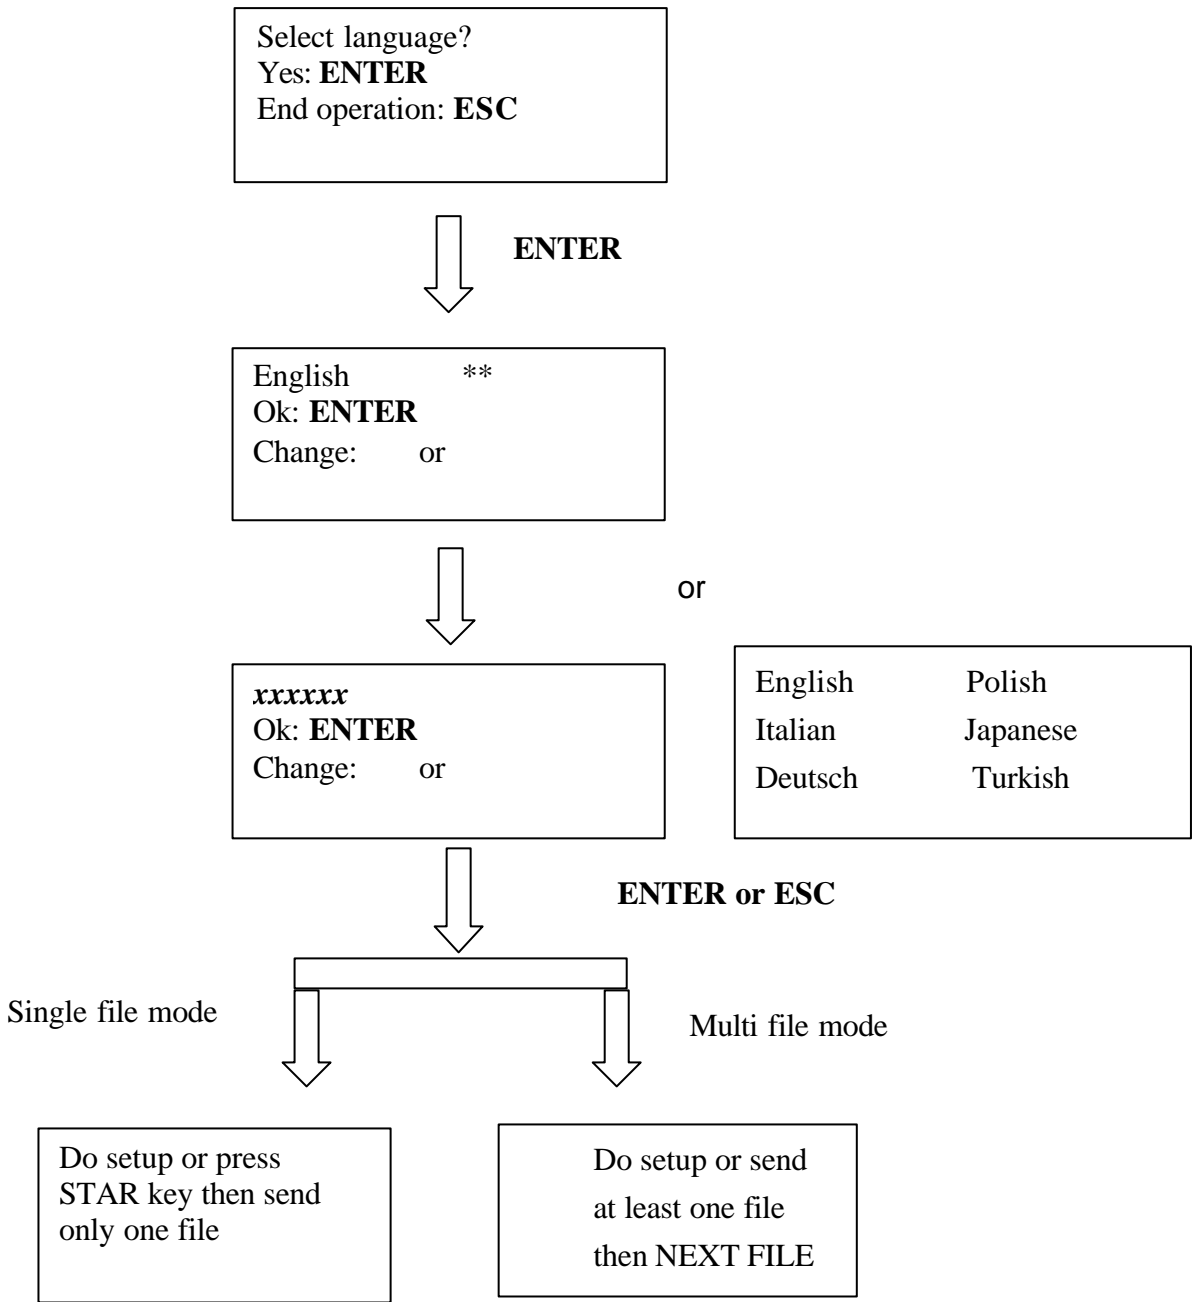 Select language?
Yes: ENTER
End operation: ESC
ENTER
English **
Ok: ENTER
Change: or
or
xxxxxx
Ok: ENTER
Change: or
English Polish
Italian Japanese
Deutsch Turkish
ENTER or ESC
Single file mode
Multi file mode
Do setup or press
STAR key then send
only one file
Do setup or send
at least one file
then NEXT FILE